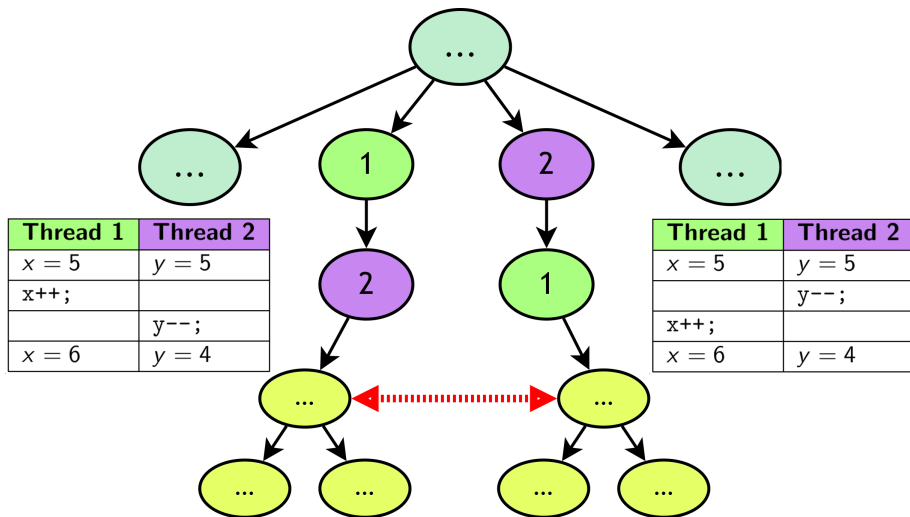 ...
... 1 2 ...
Thread 1 Thread 2
x = 5 y = 5
x++;
y--;
x = 6 y = 4
2 1
Thread 1 Thread 2
x = 5 y = 5
y--;
x++;
x = 6 y = 4
... ...
... ... ... ...